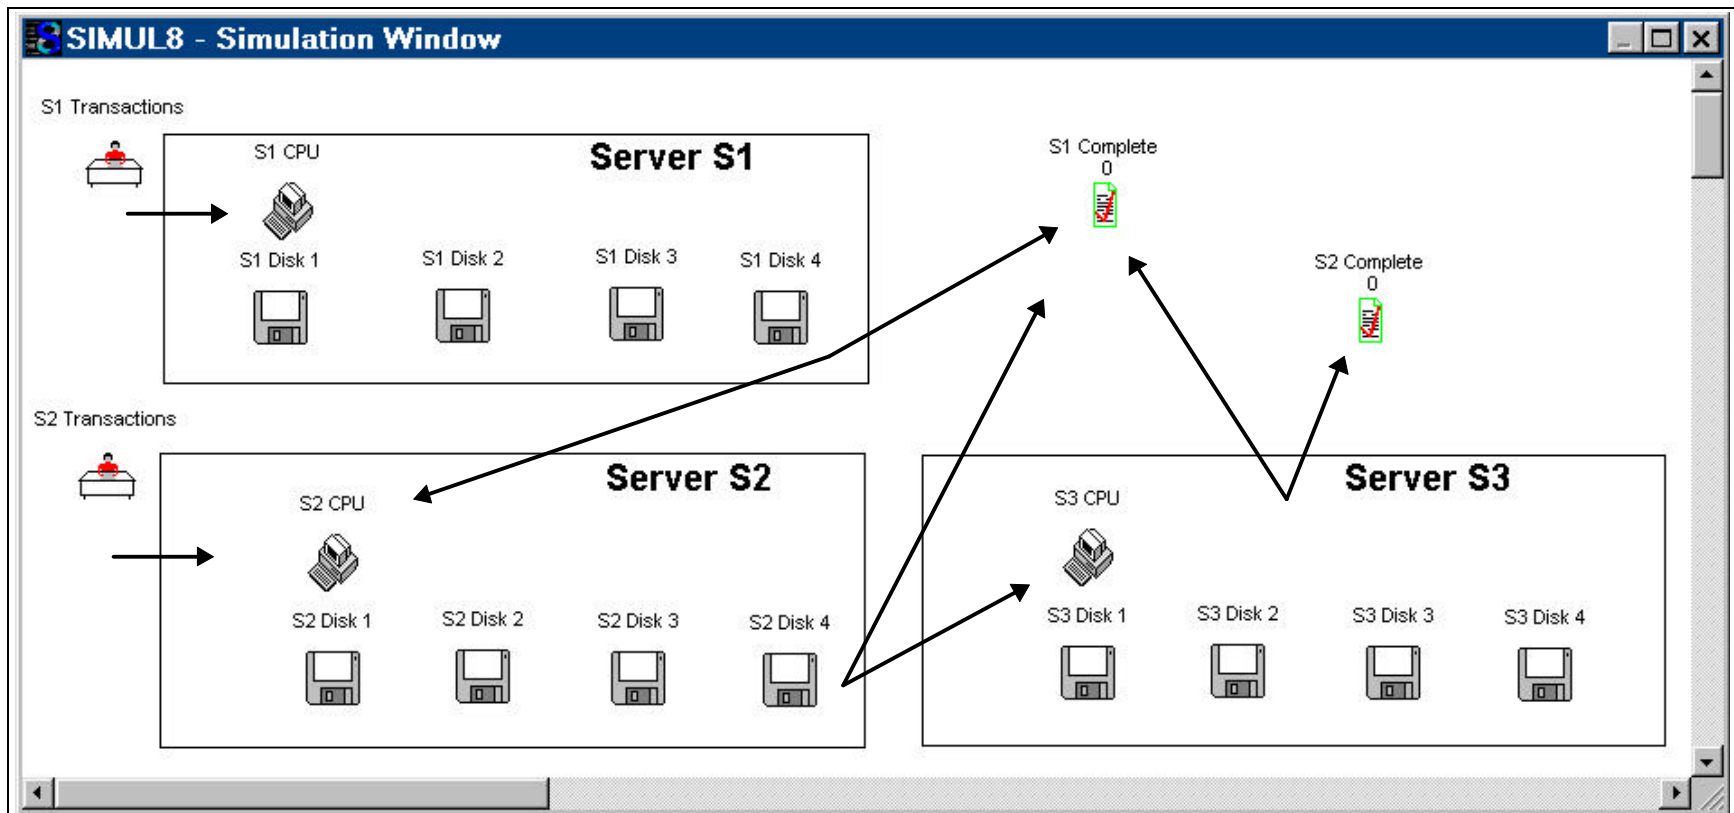 SIMUL8 - Simulation Window
S1 Transactions
S1 CPU
Server S1
S1 Disk 1
S1 Disk 2
S1 Disk 3
S1 Disk 4
S1 Complete
0
S2 Complete
0
S2 Transactions
S2 CPU
Server S2
S2 Disk 1
S2 Disk 2
S2 Disk 3
S2 Disk 4
S3 CPU
Server S3
S3 Disk 1
S3 Disk 2
S3 Disk 3
S3 Disk 4